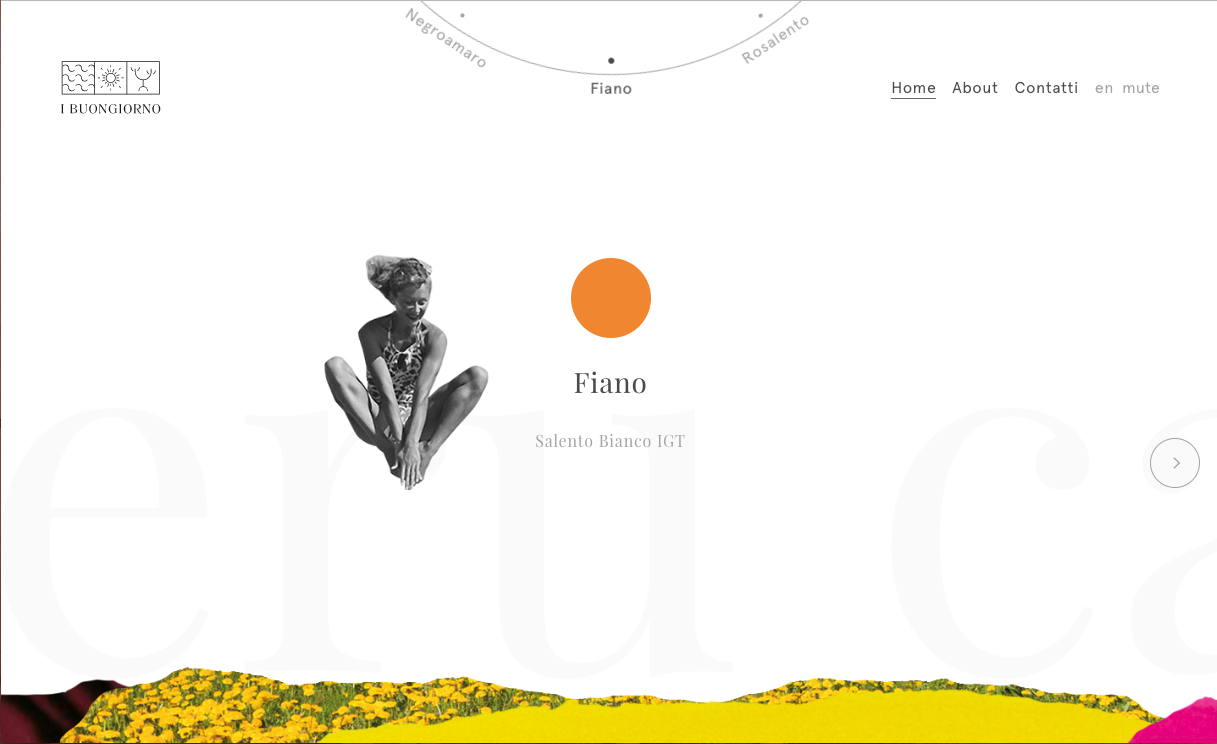 Negroamaro
Fiano
Rosalento
I BUONGIORNO
Home About Contatti en mute
Fiano
Salento Bianco IGT
eru ca